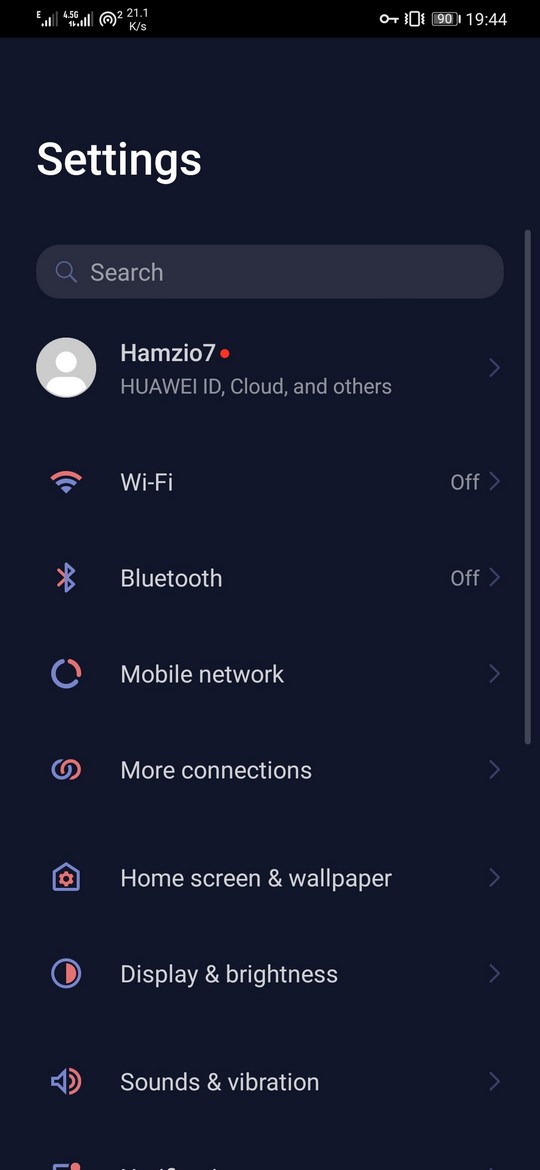 E 4.5G 2 21.1 K/s 90 19:44
Settings
Search
Hamzio7
HUAWEI ID, Cloud, and others
Wi-Fi Off
Bluetooth Off
Mobile network
More connections
Home screen & wallpaper
Display & brightness
Sounds & vibration